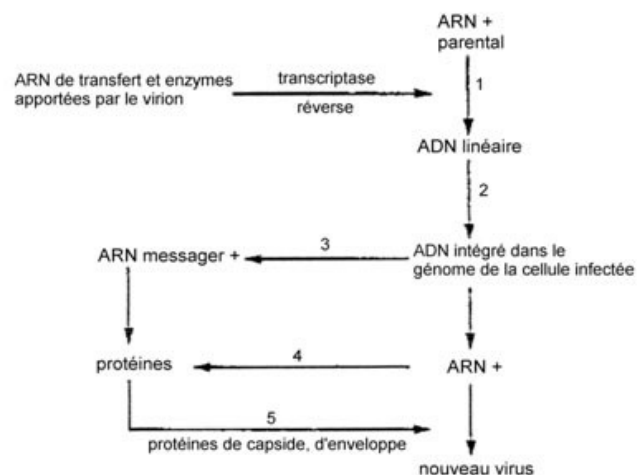 ARN +
parental
ARN de transfert et enzymes
apportées par le virion
transcriptase
réverse
1
ADN linéaire
2
ARN messager +
3
ADN intégré dans le
génome de la cellule infectée
protéines
4
ARN +
5
protéines de capside, d'enveloppe
nouveau virus